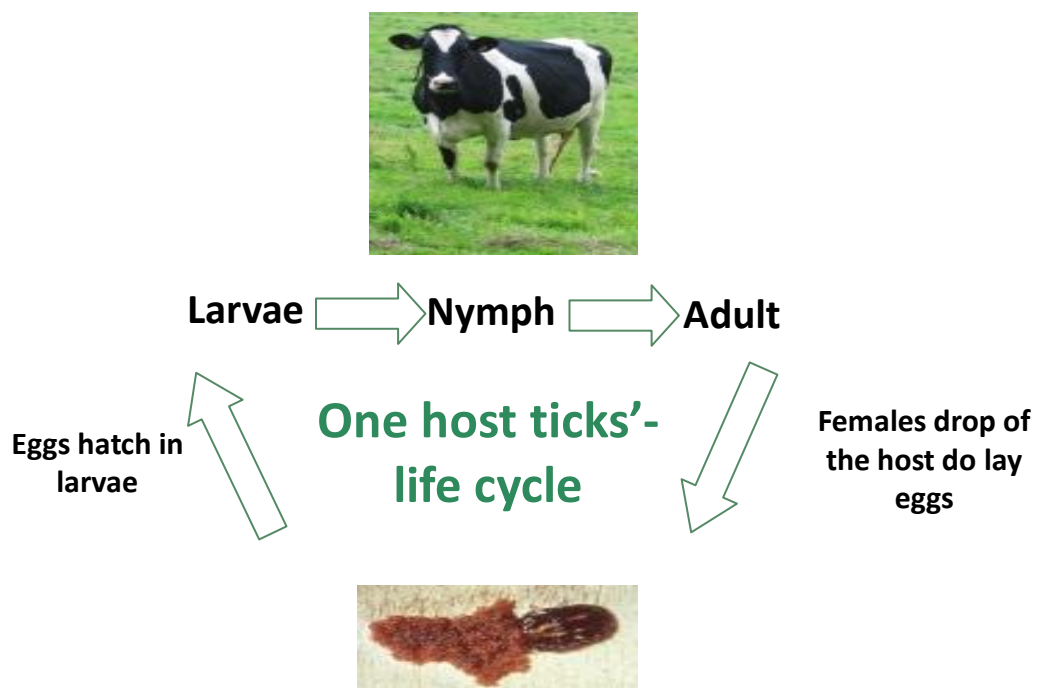 Larvae
Nymph
Adult
One host ticks’-
life cycle
Eggs hatch in
larvae
Females drop of
the host do lay
eggs